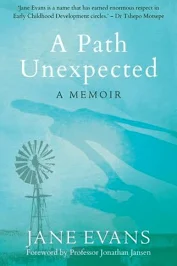 'Jane Evans is a name that has earned enormous respect in
Early Childhood Development circles.' – Dr Tshepo Motsepe
A Path
Unexpected
A MEMOIR
JANE EVANS
Foreword by Professor Jonathan Jansen